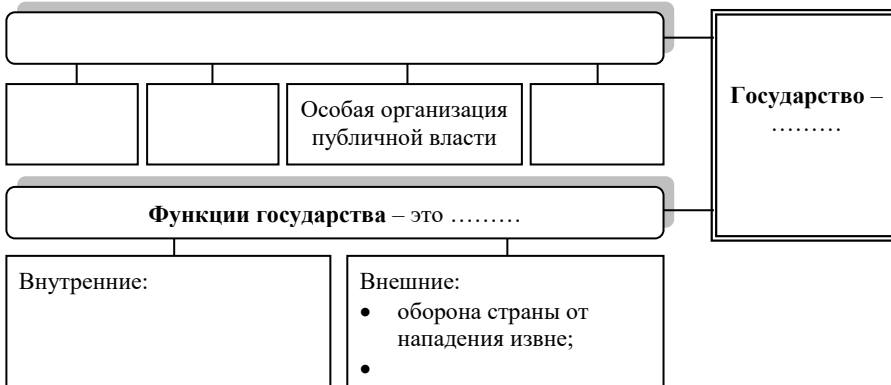 Особая организация
публичной власти
Государство –
………
Функции государства – это ………
Внутренние:
Внешние:
• оборона страны от
нападения извне;
•